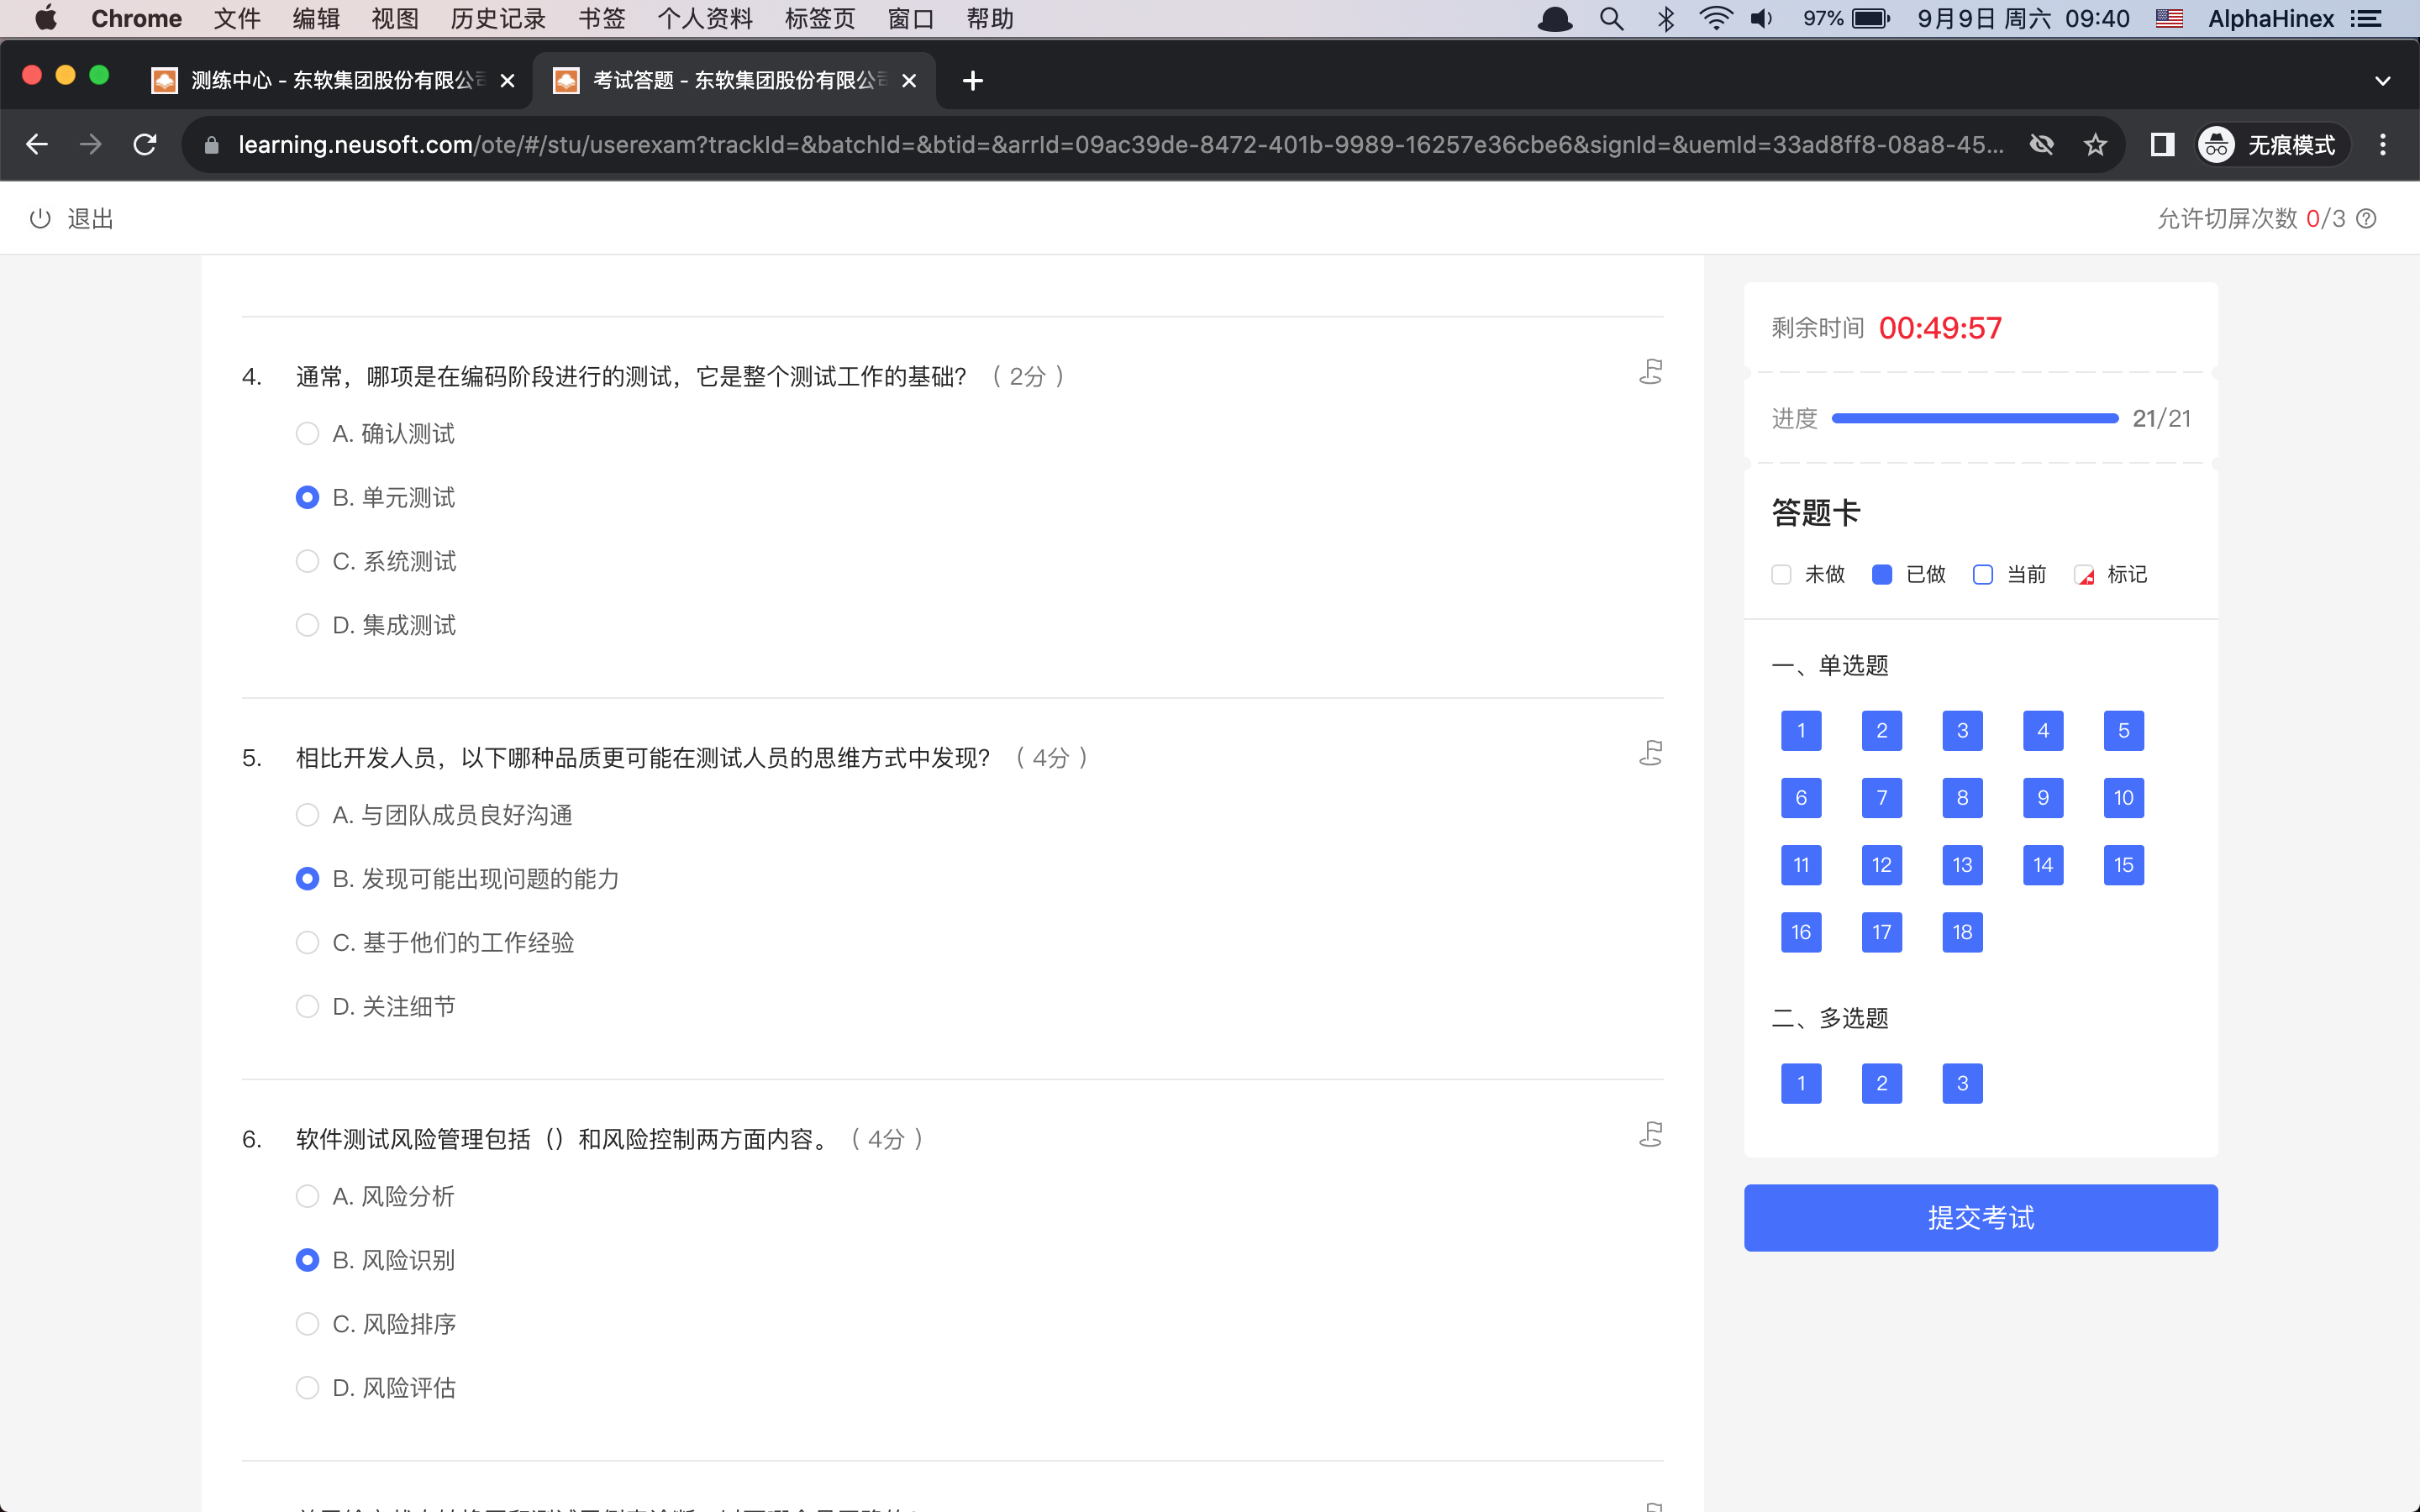 Chrome 文件 编辑 视图 历史记录 书签 个人资料 标签页 窗口 帮助 97% 9月9日 周六 09:40 AlphaHinex
测练中心 - 东软集团股份有限公司 考试答题 - 东软集团股份有限公司
learning.neusoft.com/ote/#/stu/userexam?trackId=&batchId=&btid=&arrId=09ac39de-8472-401b-9989-16257e36cbe6&signId=&uemId=33ad8ff8-08a8-45... 无痕模式
退出 允许切屏次数 0/3
4. 通常，哪项是在编码阶段进行的测试，它是整个测试工作的基础？（ 2分 ）
A. 确认测试
B. 单元测试
C. 系统测试
D. 集成测试
5. 相比开发人员，以下哪种品质更可能在测试人员的思维方式中发现？（ 4分 ）
A. 与团队成员良好沟通
B. 发现可能出现问题的能力
C. 基于他们的工作经验
D. 关注细节
6. 软件测试风险管理包括（）和风险控制两方面内容。（ 4分 ）
A. 风险分析
B. 风险识别
C. 风险排序
D. 风险评估
剩余时间 00:49:57
进度 21/21
答题卡
未做 已做 当前 标记
一、单选题
1 2 3 4 5
6 7 8 9 10
11 12 13 14 15
16 17 18
二、多选题
1 2 3
提交考试